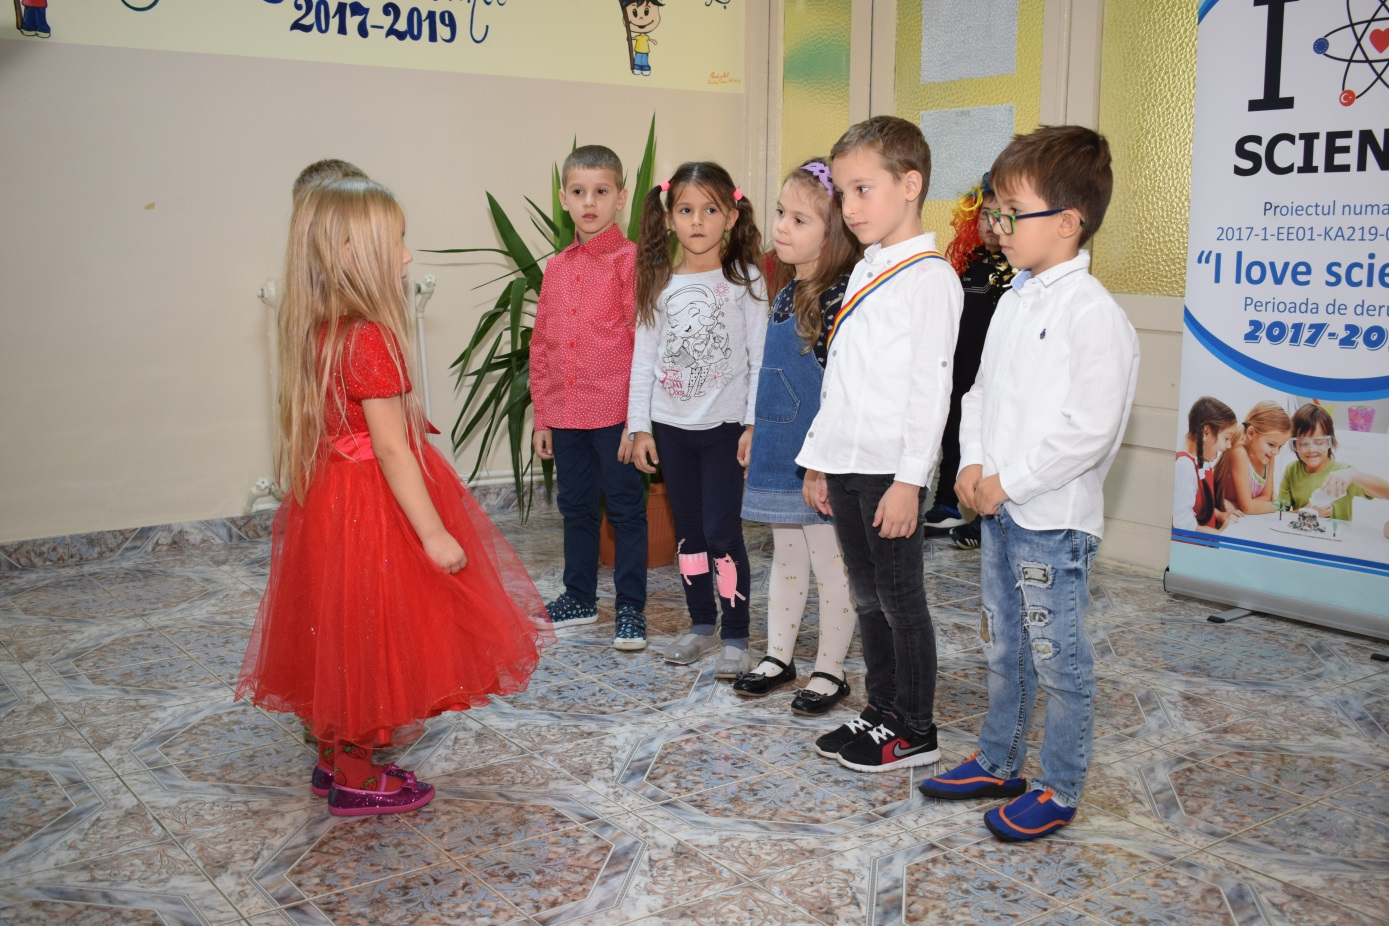 2017-2019
I
SCIEN
Proiectul numa
2017-1-EE01-KA219-0
"I love scie
Perioada de deru
2017-20